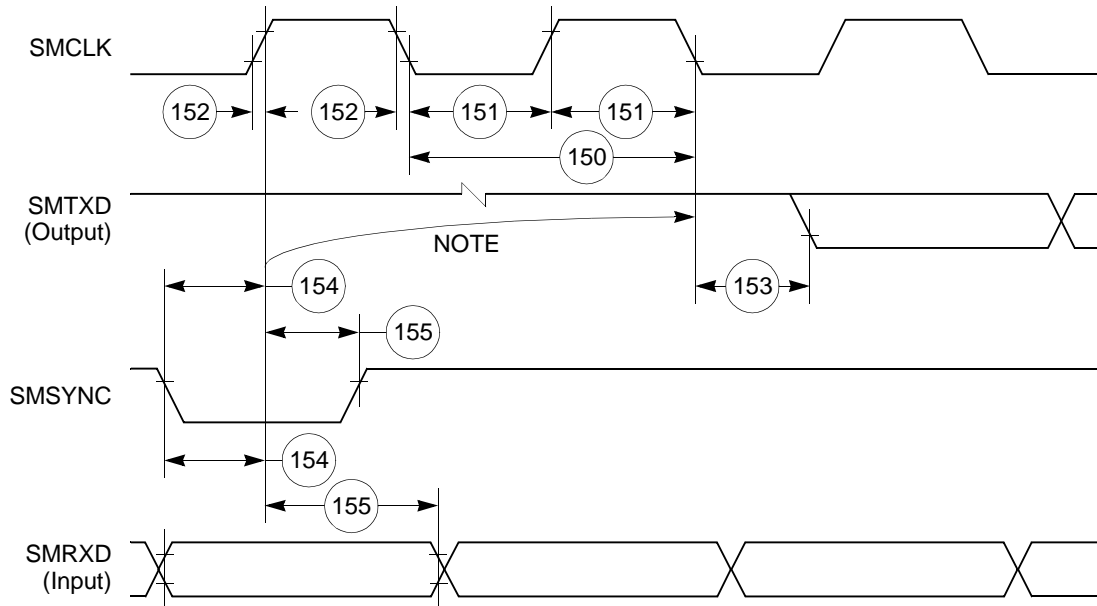 SMCLK
152
152
151
151
150
SMTXD
(Output)
NOTE
154
153
155
SMSYNC
154
155
SMRXD
(Input)